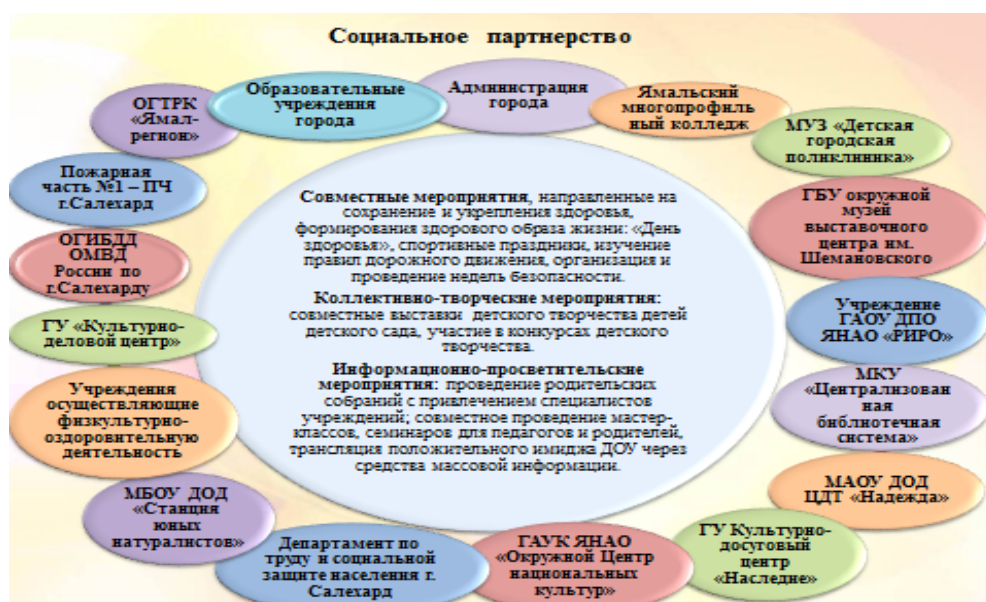 Социальное партнерство
Образовательные
учреждения
города
Администрация
города
Ямальский
многопрофиль
ный колледж
МУЗ «Детская
городская
поликлиника»
ГБУ окружной
музей
выставочного
центра им.
Шемановского
Учреждение
ГАОУ ДПО
ЯНАО «РИРО»
МКУ
«Централизован
ная
библиотечная
система»
МАОУ ДОД
ЦДТ «Надежда»
ГУ Культурно-
досуговый
центр
«Наследие»
ГАУК ЯНАО
«Окружной Центр
национальных
культур»
Департамент по
труду и социальной
защите населения г.
Салехард
МБОУ ДОД
«Станция
юных
натуралистов»
Учреждения
осуществляющие
физкультурно-
оздоровительную
деятельность
ГУ «Культурно-
деловой центр»
ОГИБДД
ОМВД
России по
г.Салехарду
Пожарная
часть №1 – ПЧ
г.Салехард
ОГТРК
«Ямал-
регион»
Совместные мероприятия, направленные на
сохранение и укрепления здоровья,
формирования здорового образа жизни: «День
здоровья», спортивные праздники, изучение
правил дорожного движения, организация и
проведение недель безопасности.
Коллективно-творческие мероприятия:
совместные выставки детского творчества детей
детского сада, участие в конкурсах детского
творчества.
Информационно-просветительские
мероприятия: проведение родительских
собраний с привлечением специалистов
учреждений; совместное проведение мастер-
классов, семинаров для педагогов и родителей,
трансляция положительного имиджа ДОУ через
средства массовой информации.